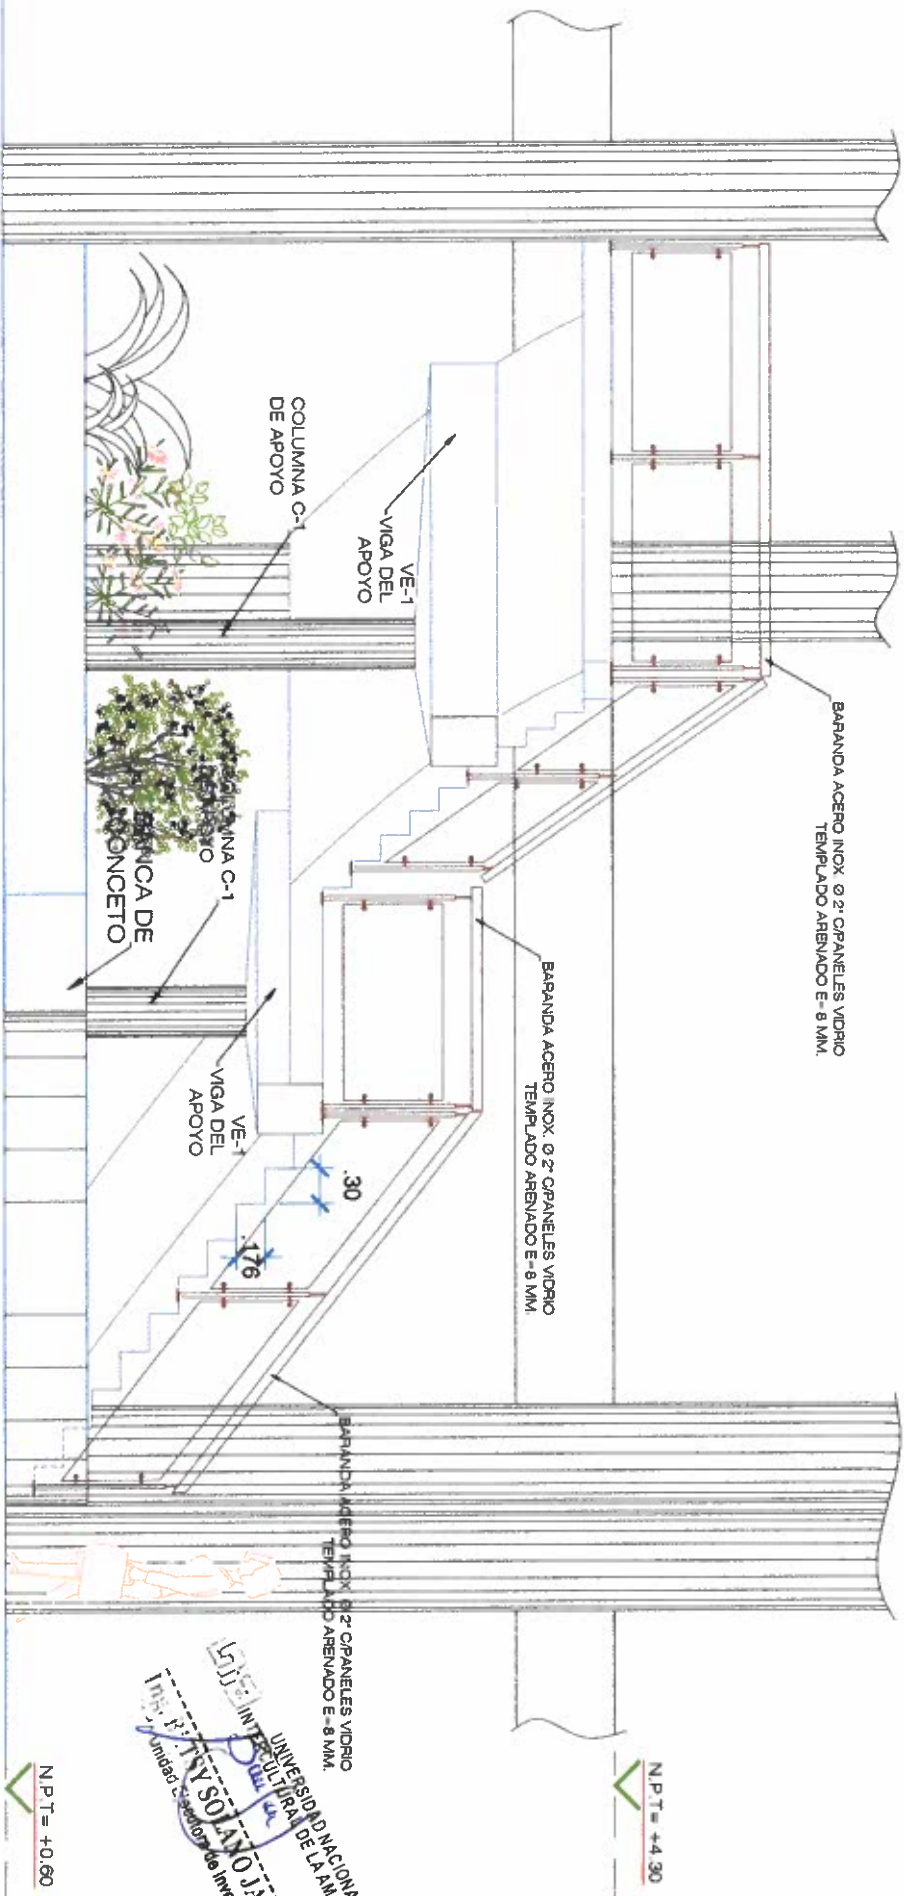 BARANDA ACERO INOX. Ø 2" C/PANELES VIDRIO
TEMPLADO ARENADO E=8 MM.
N.P.T= +4.30
BARANDA ACERO INOX. Ø 2" C/PANELES VIDRIO
TEMPLADO ARENADO E=8 MM.
VE-1
VIGA DEL
APOYO
COLUMNA C-1
DE APOYO
.30
.176
BARANDA ACERO INOX. Ø 2" C/PANELES VIDRIO
TEMPLADO ARENADO E=8 MM.
VE-1
VIGA DEL
APOYO
C-1
BANCA DE
CONCETO
UNIVERSIDAD NACIONAL
INTERCULTURAL DE LA AM
SOLANO
N.P.T= +0.60